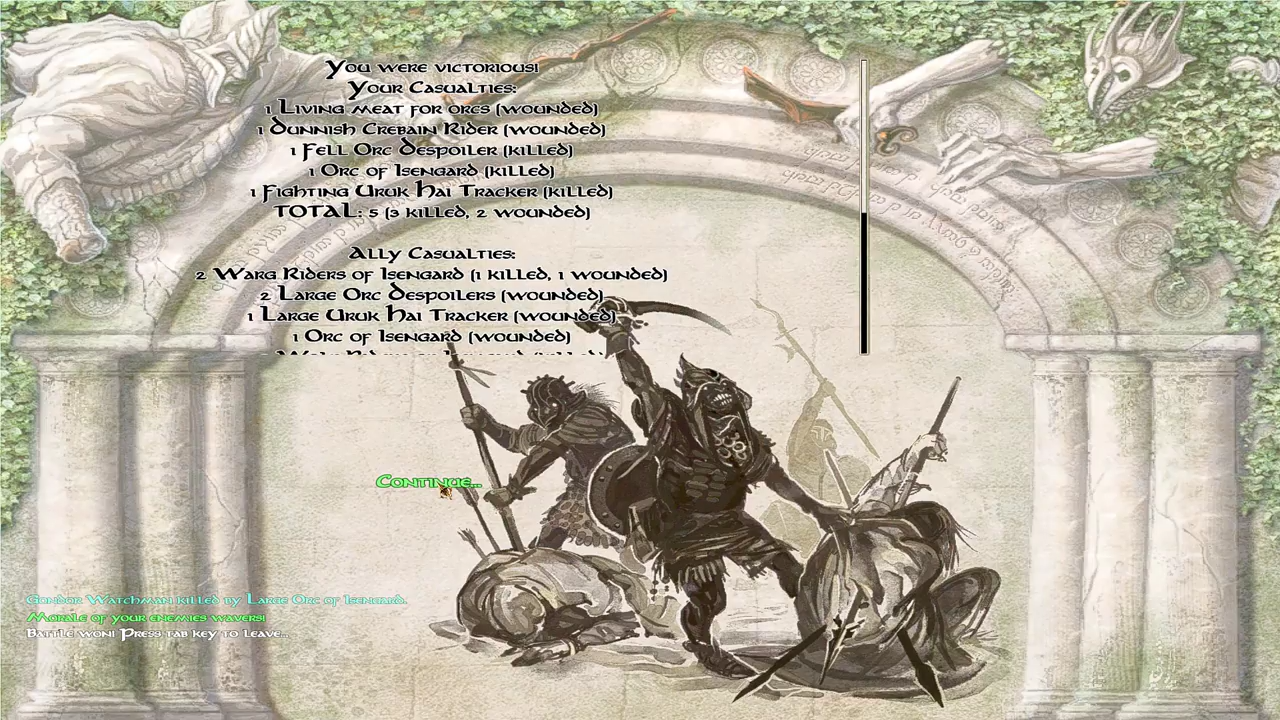 You were victorious!
Your Casualties:
1 Living meat for orcs (wounded)
1 Dunnish Crebain Rider (wounded)
1 Fell Orc Despoiler (killed)
1 Orc of Isengard (killed)
1 Fighting Uruk Hai Tracker (killed)
TOTAL: 5 (3 killed, 2 wounded)
Ally Casualties:
2 Warg Riders of Isengard (1 killed, 1 wounded)
2 Large Orc Despoilers (wounded)
1 Large Uruk Hai Tracker (wounded)
1 Orc of Isengard (wounded)
Continue...
Gondor Watchman killed by Large Orc of Isengard.
Morale of your enemies wavers!
Battle won! Press tab key to leave...